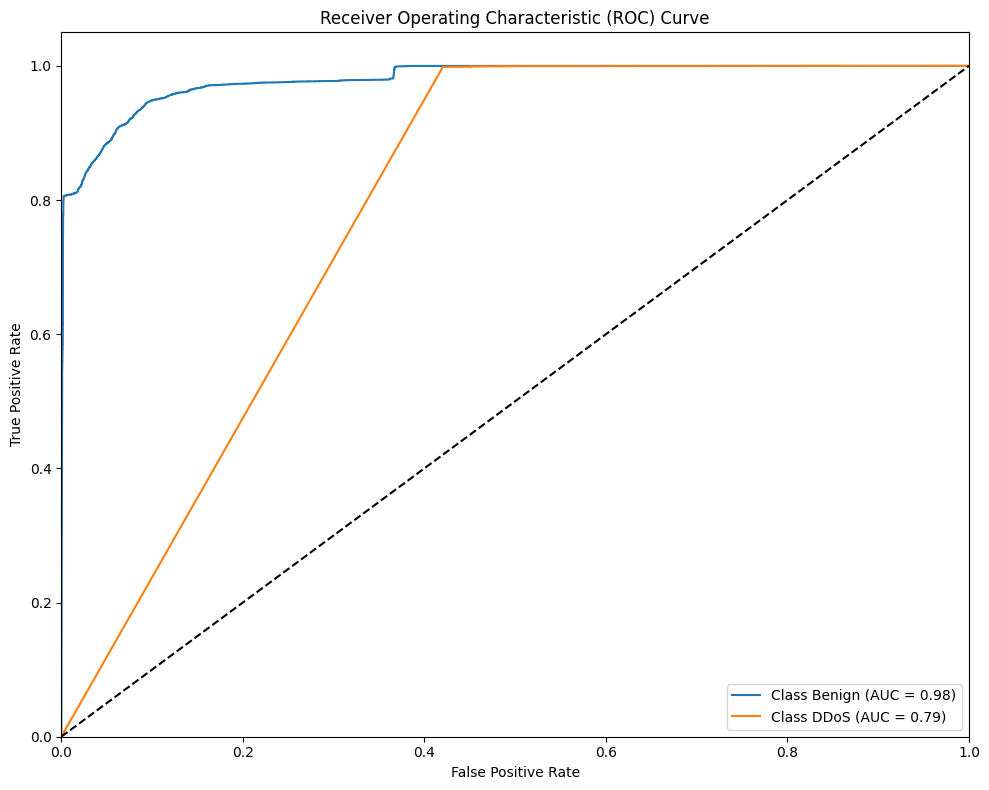 Receiver Operating Characteristic (ROC) Curve
True Positive Rate
1.0
0.8
0.6
0.4
0.2
0.0
0.0 0.2 0.4 0.6 0.8 1.0
False Positive Rate
Class Benign (AUC = 0.98)
Class DDoS (AUC = 0.79)